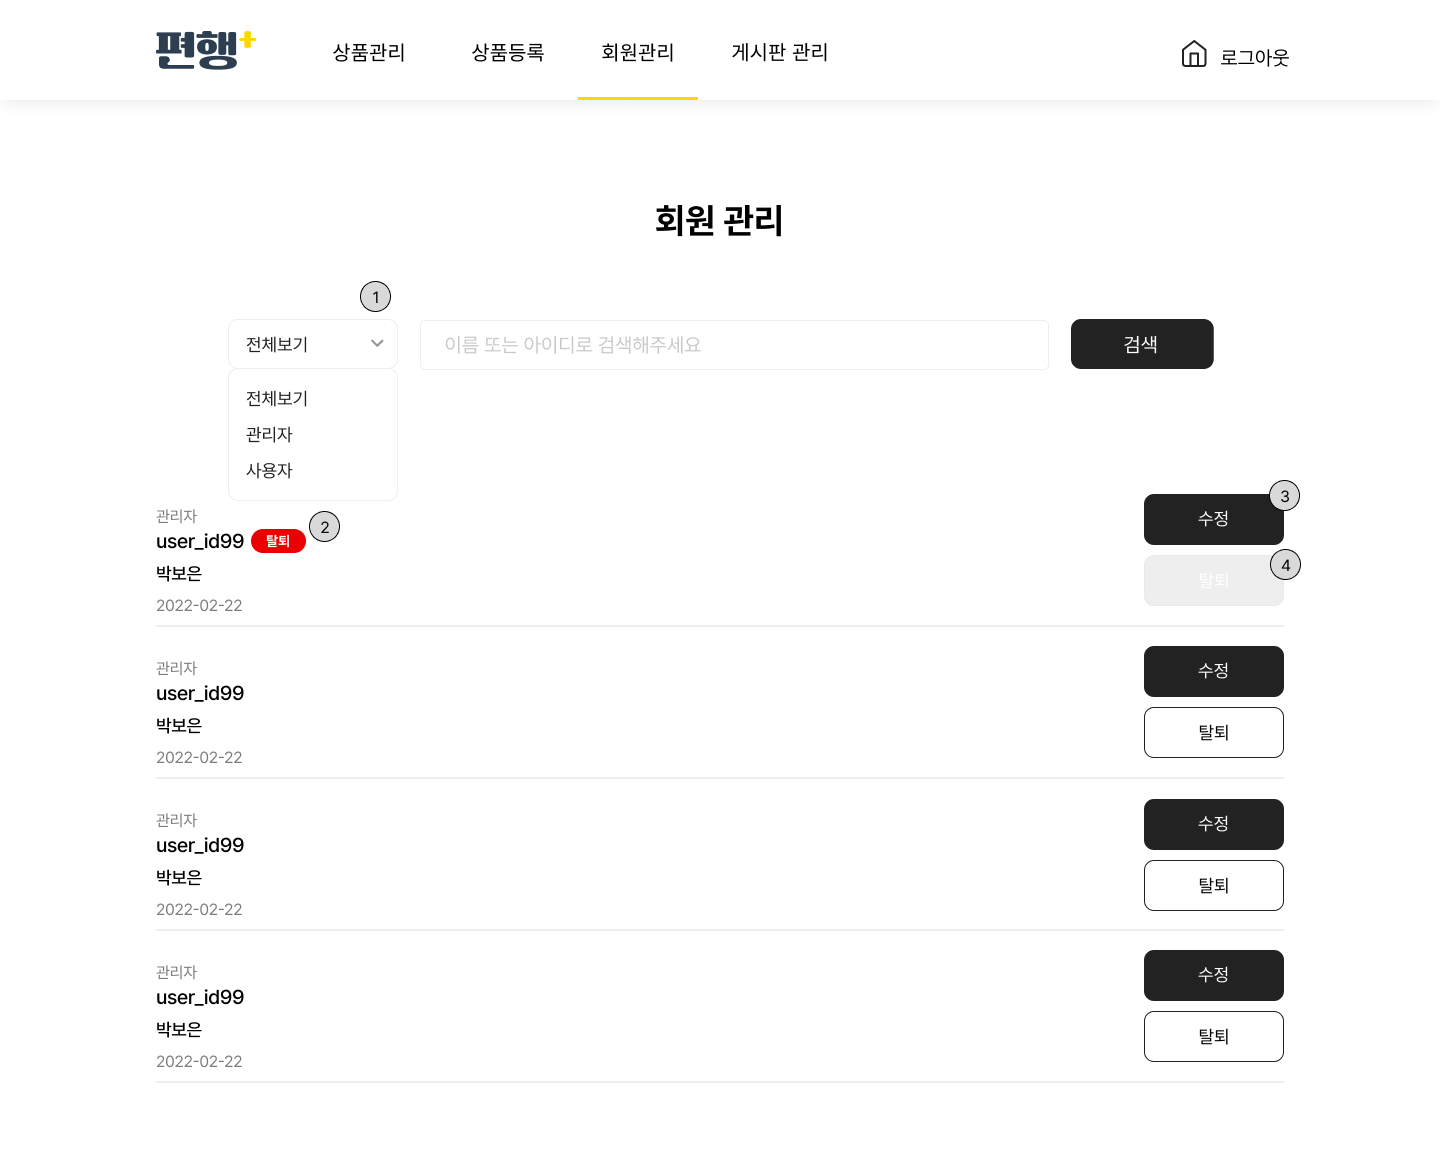 편행+
상품관리 상품등록 회원관리 게시판 관리 로그아웃
회원 관리
1
전체보기 이름 또는 아이디로 검색해주세요 검색
전체보기
관리자
사용자
관리자
user_id99 탈퇴 2
박보은
2022-02-22
수정 3
탈퇴 4
관리자
user_id99
박보은
2022-02-22
수정
탈퇴
관리자
user_id99
박보은
2022-02-22
수정
탈퇴
관리자
user_id99
박보은
2022-02-22
수정
탈퇴